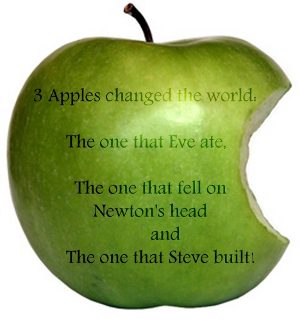 3 Apples changed the world:
The one that Eve ate,
The one that fell on
Newton's head
and
The one that Steve built!